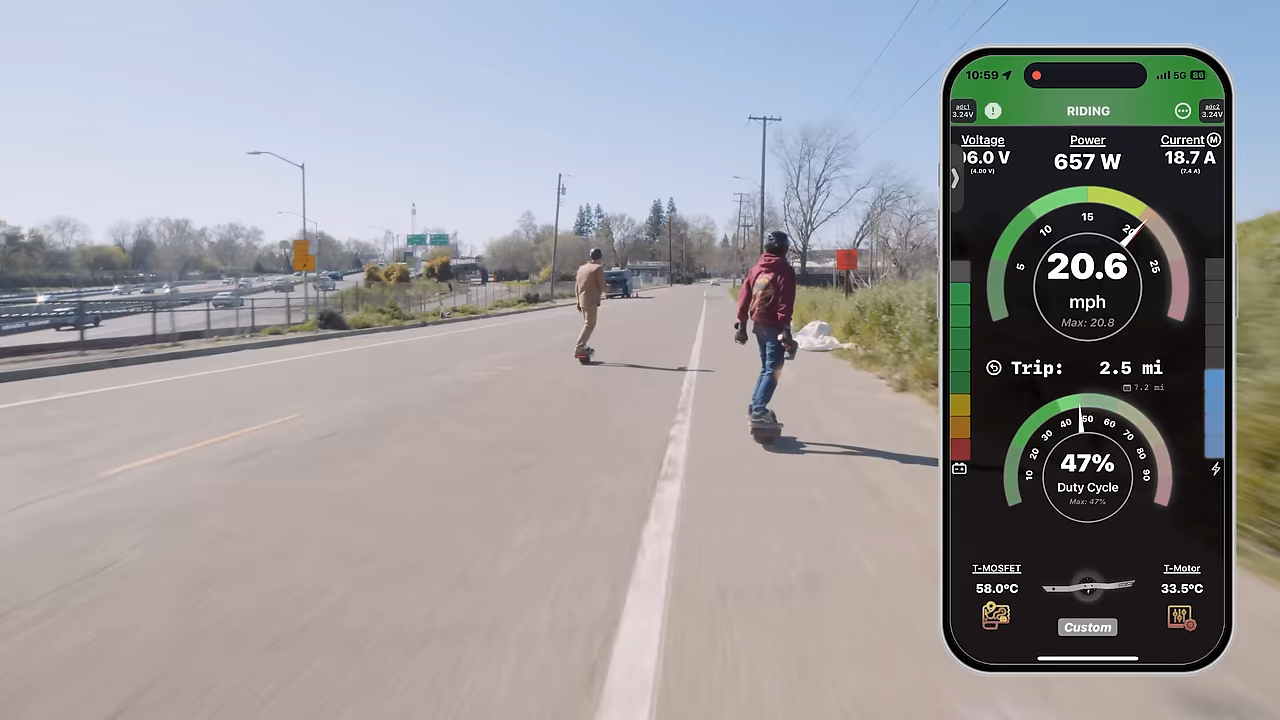 10:59
5G 86
adc1
3.24V
RIDING
adc2
3.24V
Voltage
Power
Current M
06.0 V
657 W
18.7 A
(4.00 V)
(7.4 A)
5
10
15
20
25
20.6
mph
Max: 20.8
Trip: 2.5 mi
7.2 mi
10
20
30
40
50
60
70
80
90
47%
Duty Cycle
Max: 47%
T-MOSFET
T-Motor
58.0°C
33.5°C
Custom